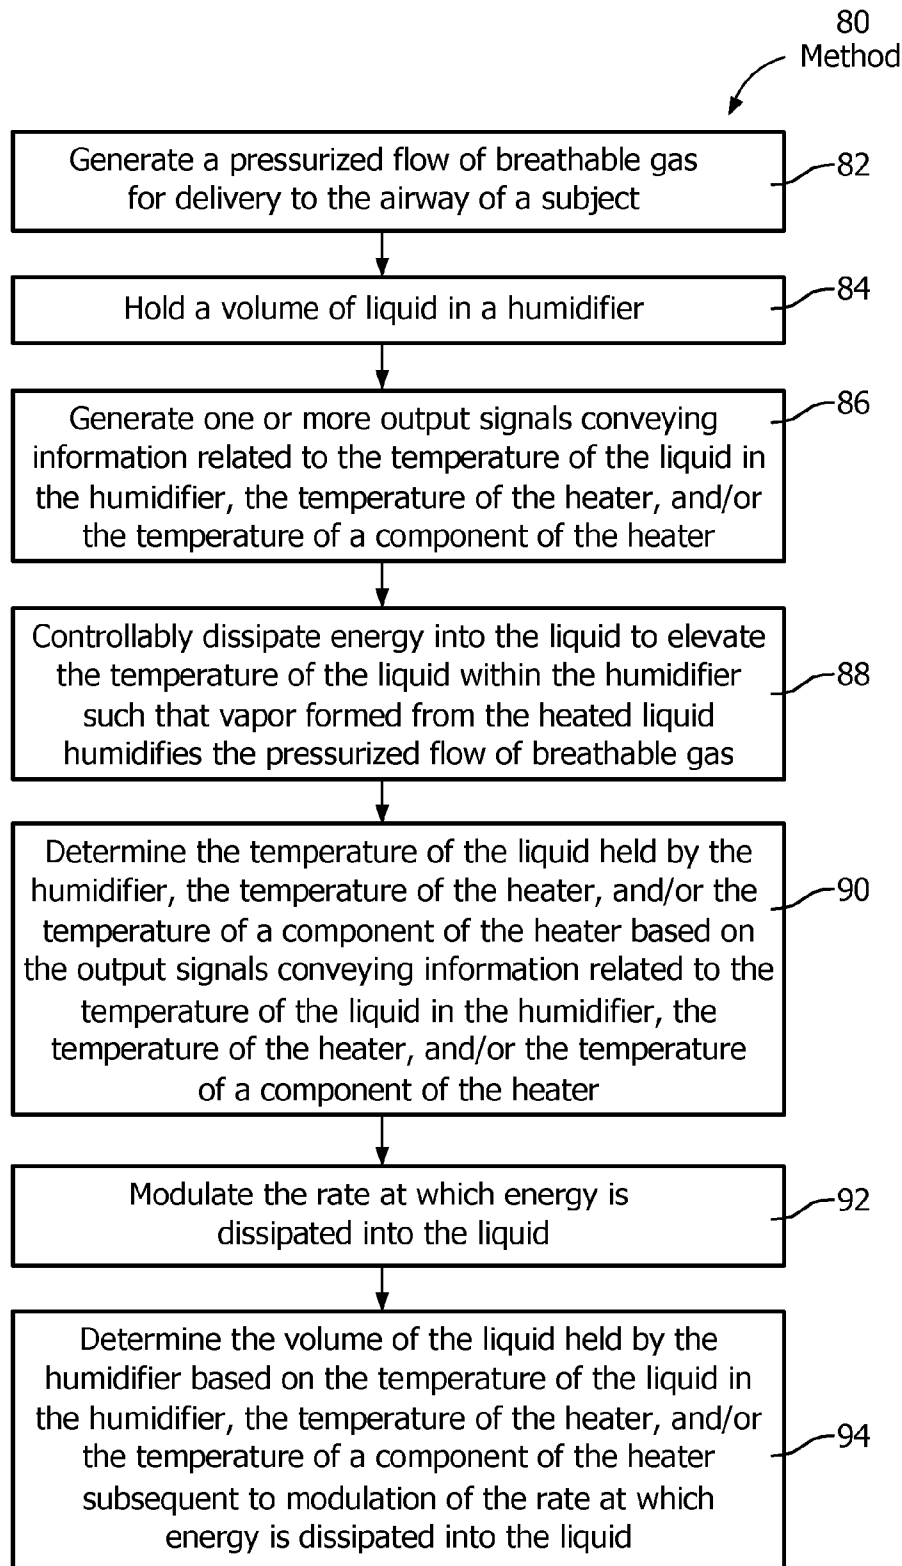 80
Method
Generate a pressurized flow of breathable gas
for delivery to the airway of a subject
82
Hold a volume of liquid in a humidifier
84
Generate one or more output signals conveying
information related to the temperature of the liquid in
the humidifier, the temperature of the heater, and/or
the temperature of a component of the heater
86
Controllably dissipate energy into the liquid to elevate
the temperature of the liquid within the humidifier
such that vapor formed from the heated liquid
humidifies the pressurized flow of breathable gas
88
Determine the temperature of the liquid held by the
humidifier, the temperature of the heater, and/or the
temperature of a component of the heater based on
the output signals conveying information related to the
temperature of the liquid in the humidifier, the
temperature of the heater, and/or the temperature
of a component of the heater
90
Modulate the rate at which energy is
dissipated into the liquid
92
Determine the volume of the liquid held by the
humidifier based on the temperature of the liquid in
the humidifier, the temperature of the heater, and/or
the temperature of a component of the heater
subsequent to modulation of the rate at which
energy is dissipated into the liquid
94